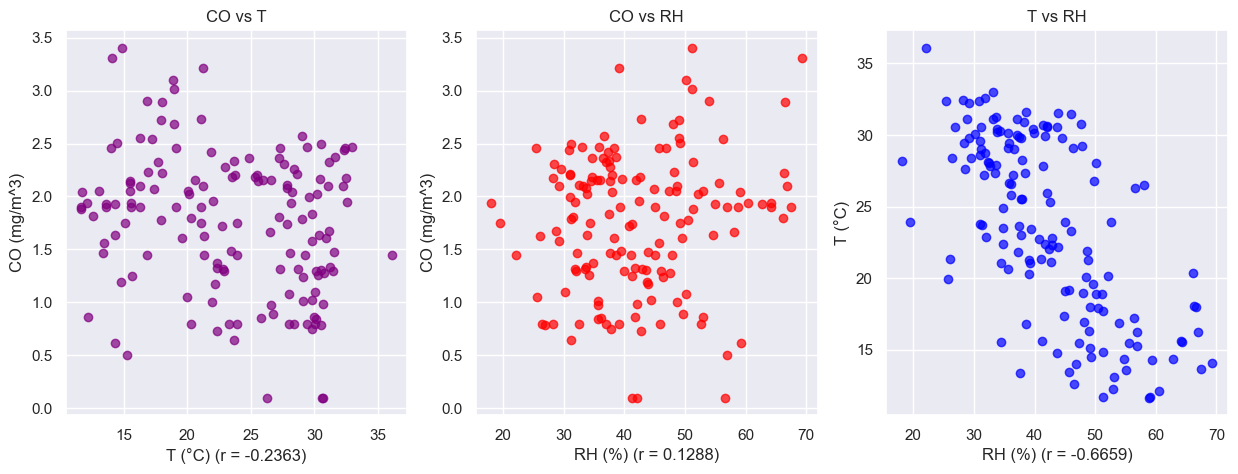 CO vs T
3.5
3.0
2.5
2.0
1.5
1.0
0.5
0.0
CO (mg/m^3)
15 20 25 30 35
T (°C) (r = -0.2363)
CO vs RH
3.5
3.0
2.5
2.0
1.5
1.0
0.5
0.0
CO (mg/m^3)
20 30 40 50 60 70
RH (%) (r = 0.1288)
T vs RH
35
30
25
20
15
T (°C)
20 30 40 50 60 70
RH (%) (r = -0.6659)